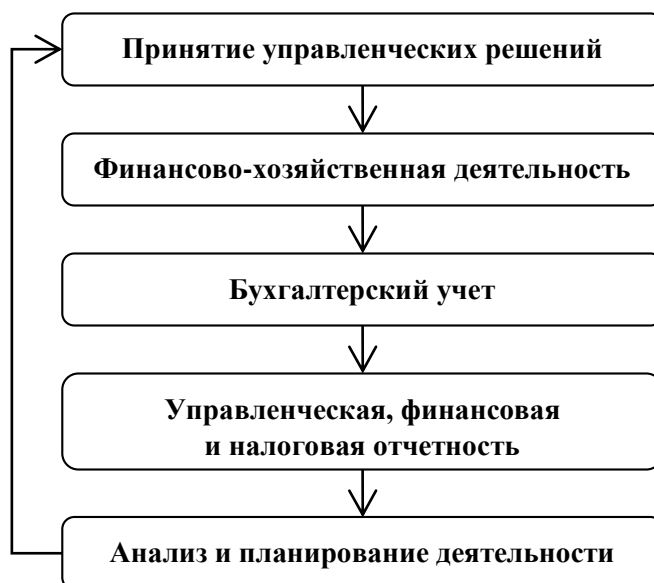 Принятие управленческих решений
Финансово-хозяйственная деятельность
Бухгалтерский учет
Управленческая, финансовая
и налоговая отчетность
Анализ и планирование деятельности